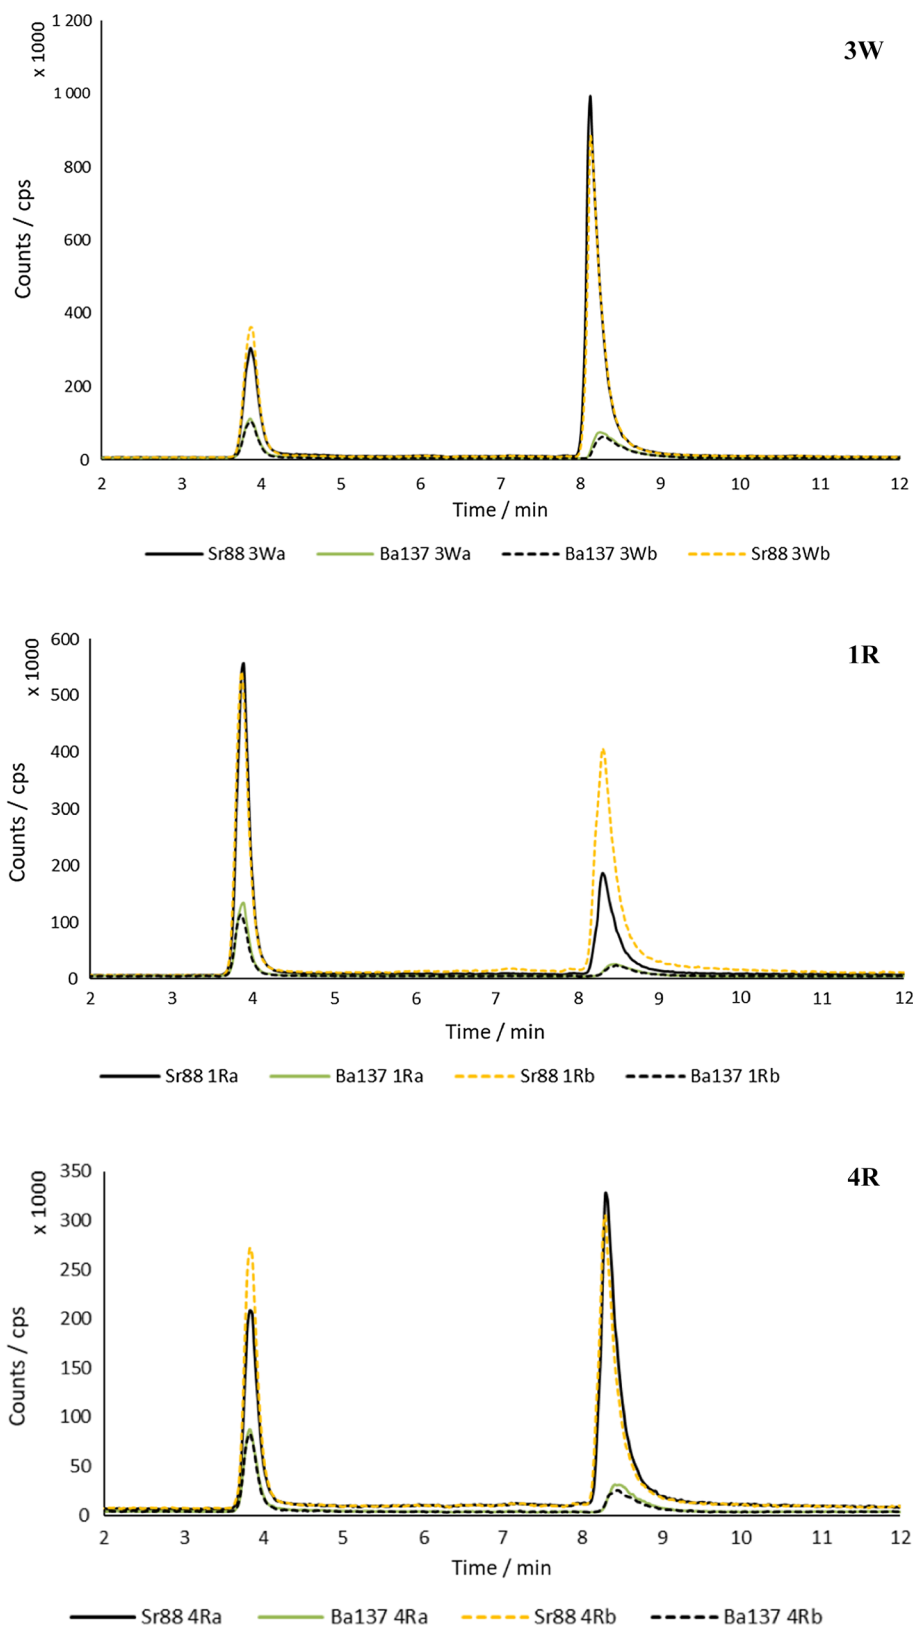 1 200
x 1000
3W
1 000
800
600
400
200
0
Counts / cps
2 3 4 5 6 7 8 9 10 11 12
Time / min
Sr88 3Wa Ba137 3Wa Ba137 3Wb Sr88 3Wb
600
x 1000
1R
500
400
300
200
100
0
Counts / cps
2 3 4 5 6 7 8 9 10 11 12
Time / min
Sr88 1Ra Ba137 1Ra Sr88 1Rb Ba137 1Rb
350
x 1000
4R
300
250
200
150
100
50
0
Counts / cps
2 3 4 5 6 7 8 9 10 11 12
Time / min
Sr88 4Ra Ba137 4Ra Sr88 4Rb Ba137 4Rb